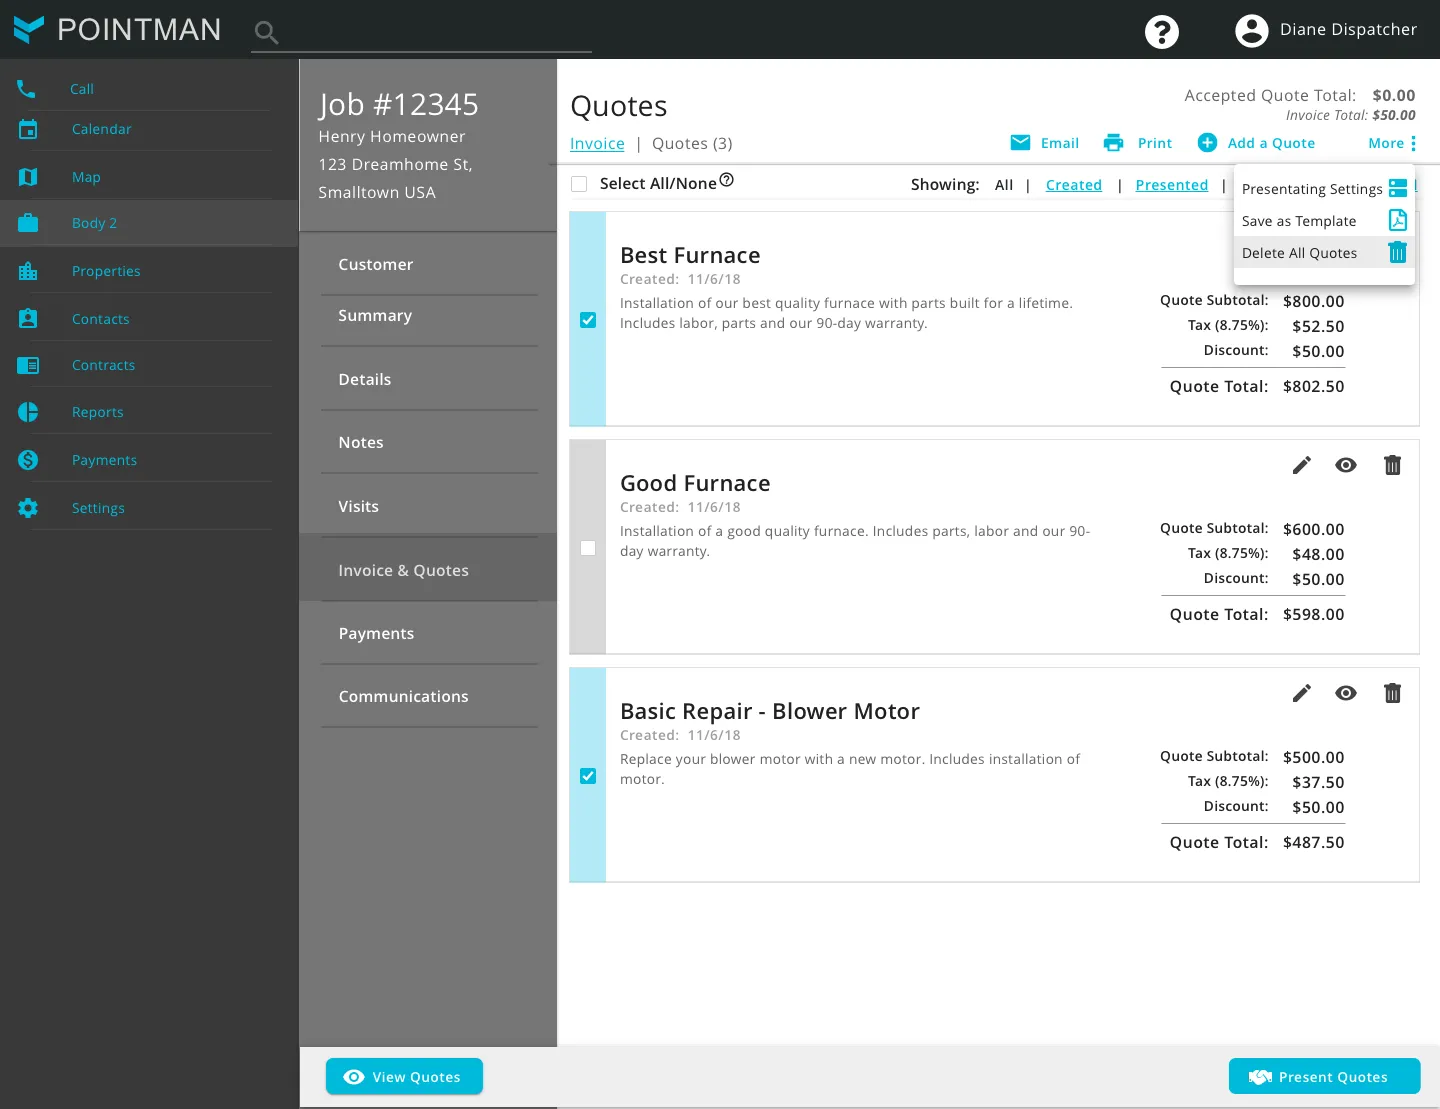 POINTMAN
Diane Dispatcher
Call
Calendar
Map
Body 2
Properties
Contacts
Contracts
Reports
Payments
Settings
Job #12345
Henry Homeowner
123 Dreamhome St,
Smalltown USA
Customer
Summary
Details
Notes
Visits
Invoice & Quotes
Payments
Communications
Quotes
Accepted Quote Total: $0.00
Invoice Total: $50.00
Invoice | Quotes (3)
Email Print Add a Quote More
Select All/None
Showing: All | Created | Presented |
Presentating Settings
Save as Template
Delete All Quotes
Best Furnace
Created: 11/6/18
Installation of our best quality furnace with parts built for a lifetime.
Includes labor, parts and our 90-day warranty.
Quote Subtotal: $800.00
Tax (8.75%): $52.50
Discount: $50.00
Quote Total: $802.50
Good Furnace
Created: 11/6/18
Installation of a good quality furnace. Includes parts, labor and our 90-
day warranty.
Quote Subtotal: $600.00
Tax (8.75%): $48.00
Discount: $50.00
Quote Total: $598.00
Basic Repair - Blower Motor
Created: 11/6/18
Replace your blower motor with a new motor. Includes installation of
motor.
Quote Subtotal: $500.00
Tax (8.75%): $37.50
Discount: $50.00
Quote Total: $487.50
View Quotes
Present Quotes